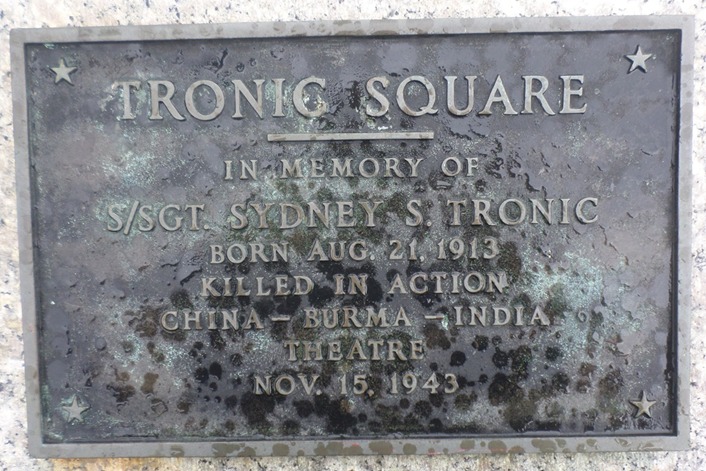 TRONIC SQUARE
IN MEMORY OF
S/SGT. SYDNEY S. TRONIC
BORN AUG. 21, 1913
KILLED IN ACTION
CHINA – BURMA – INDIA
THEATRE
NOV. 15, 1943